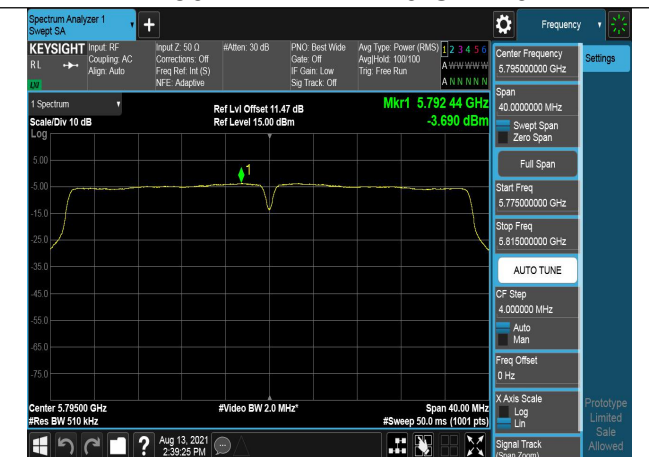 Spectrum Analyzer 1
Swept SA
+
Frequency
KEYSIGHT
RL
Input: RF
Coupling: AC
Align: Auto
Input Z: 50 Ω
Corrections: Off
Freq Ref: Int (S)
NFE: Adaptive
#Atten: 30 dB
PNO: Best Wide
Gate: Off
IF Gain: Low
Sig Track: Off
Avg Type: Power (RMS)
Avg|Hold: 100/100
Trig: Free Run
1 2 3 4 5 6
A W W W W W
A N N N N N
1 Spectrum
Scale/Div 10 dB
Ref Lvl Offset 11.47 dB
Ref Level 15.00 dBm
Mkr1 5.792 44 GHz
-3.690 dBm
Log
5.00
-5.00
-15.0
-25.0
-35.0
-45.0
-55.0
-65.0
-75.0
1
Center 5.79500 GHz
#Res BW 510 kHz
#Video BW 2.0 MHz*
Span 40.00 MHz
#Sweep 50.0 ms (1001 pts)
Aug 13, 2021
2:39:25 PM
?
Center Frequency
5.795000000 GHz
Settings
Span
40.0000000 MHz
Swept Span
Zero Span
Full Span
Start Freq
5.775000000 GHz
Stop Freq
5.815000000 GHz
AUTO TUNE
CF Step
4.000000 MHz
Auto
Man
Freq Offset
0 Hz
X Axis Scale
Log
Lin
Signal Track
(Span Zoom)
Prototype
Limited
Sale
Allowed